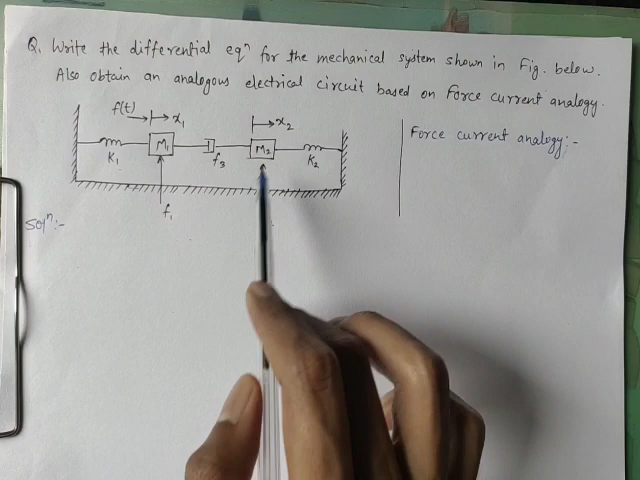 Q. Write the differential eqⁿ for the mechanical system shown in Fig. below.
Also obtain an analogous electrical circuit based on Force current analogy.
f(t) x₁ x₂
Force current analogy:-
M₁ M₂
K₁ f₃ K₂
f₁
Solⁿ:-